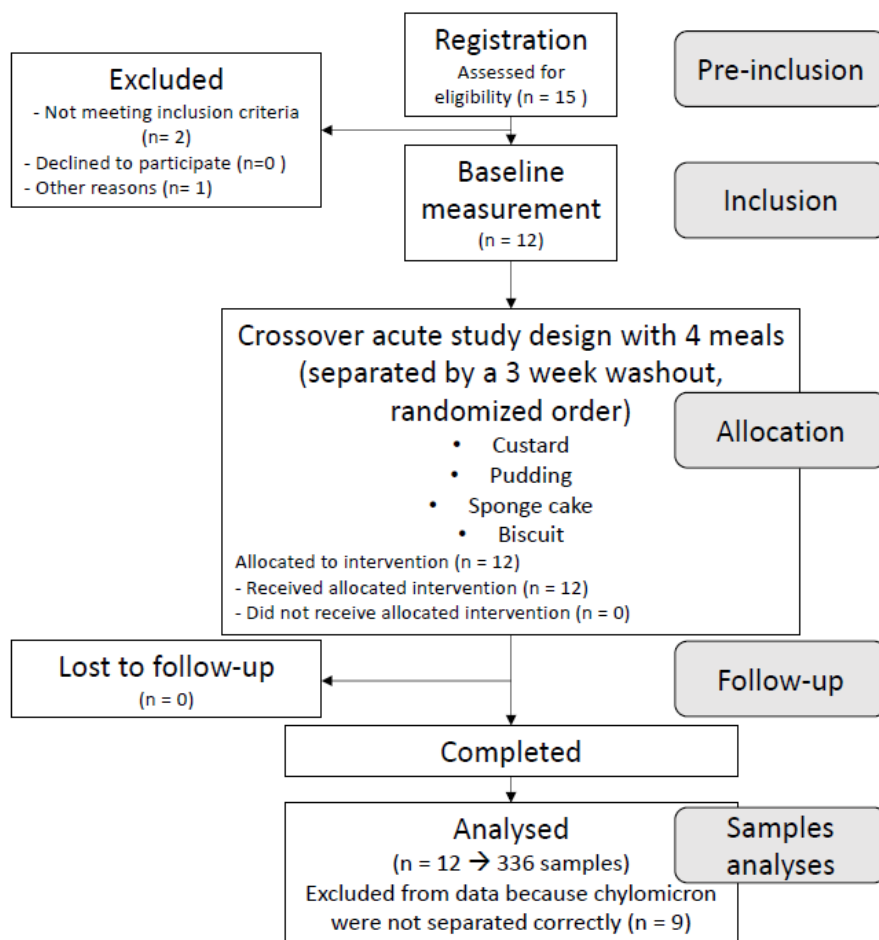 Registration
Assessed for
eligibility (n = 15 )
Pre-inclusion
Excluded
- Not meeting inclusion criteria
(n= 2)
- Declined to participate (n=0 )
- Other reasons (n= 1)
Baseline
measurement
(n = 12)
Inclusion
Crossover acute study design with 4 meals
(separated by a 3 week washout,
randomized order)
• Custard
• Pudding
• Sponge cake
• Biscuit
Allocated to intervention (n = 12)
- Received allocated intervention (n = 12)
- Did not receive allocated intervention (n = 0)
Allocation
Lost to follow-up
(n = 0)
Follow-up
Completed
Analysed
(n = 12 → 336 samples)
Excluded from data because chylomicron
were not separated correctly (n = 9)
Samples
analyses